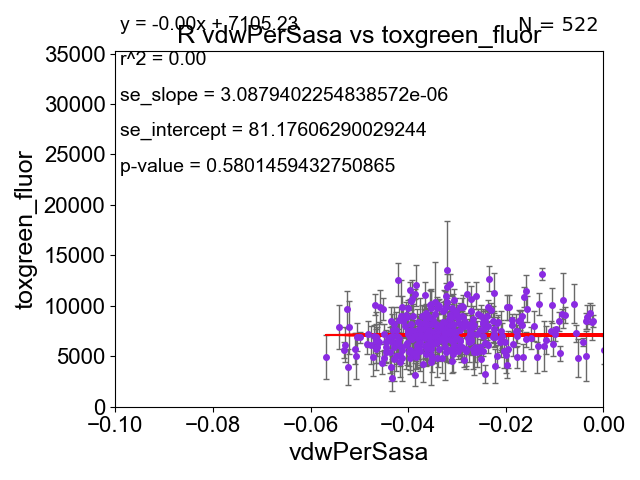 y = -0.00x + 7105.23
N = 522
R vdwPerSasa vs toxgreen_fluor
r^2 = 0.00
se_slope = 3.0879402254838572e-06
se_intercept = 81.17606290029244
p-value = 0.5801459432750865
35000
30000
25000
20000
15000
10000
5000
0
toxgreen_fluor
−0.10
−0.08
−0.06
−0.04
−0.02
0.00
vdwPerSasa